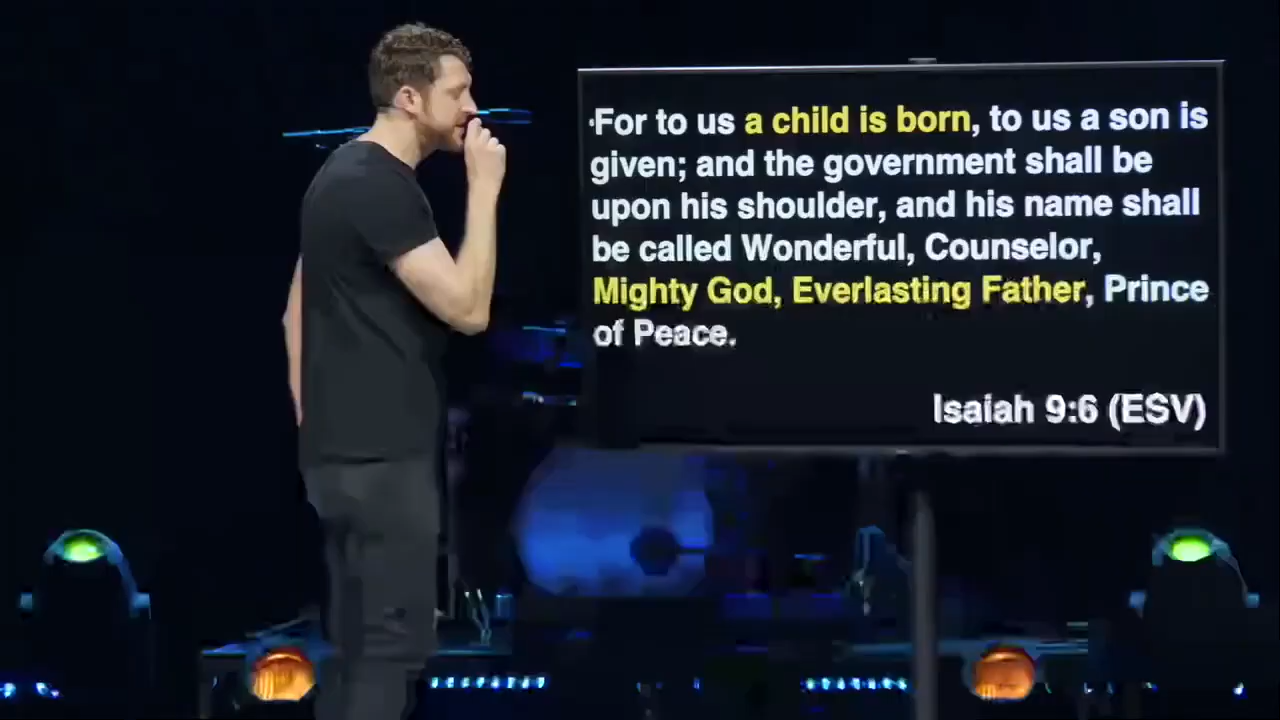 ·For to us a child is born, to us a son is
given; and the government shall be
upon his shoulder, and his name shall
be called Wonderful, Counselor,
Mighty God, Everlasting Father, Prince
of Peace.
Isaiah 9:6 (ESV)